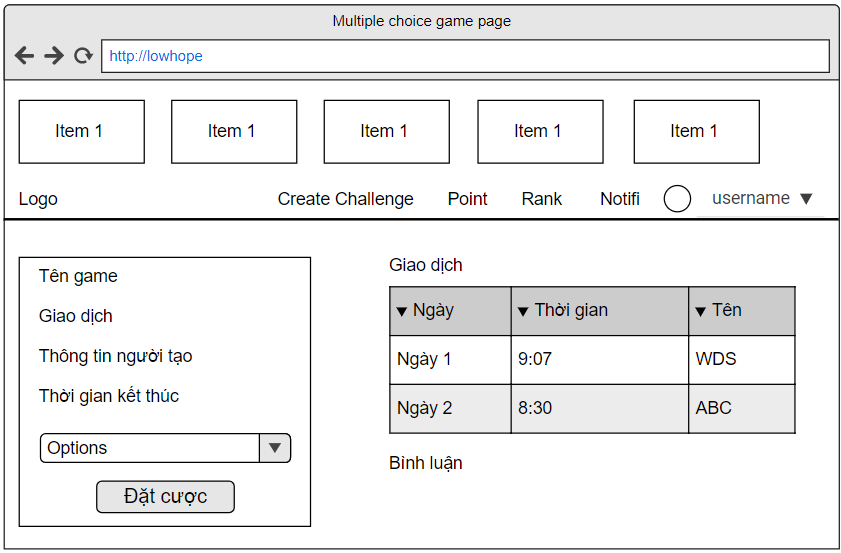 Multiple choice game page
http://lowhope
Item 1 Item 1 Item 1 Item 1 Item 1
Logo Create Challenge Point Rank Notifi username
Tên game
Giao dịch
Thông tin người tạo
Thời gian kết thúc
Options
Đặt cược
Giao dịch
Ngày Thời gian Tên
Ngày 1 9:07 WDS
Ngày 2 8:30 ABC
Bình luận